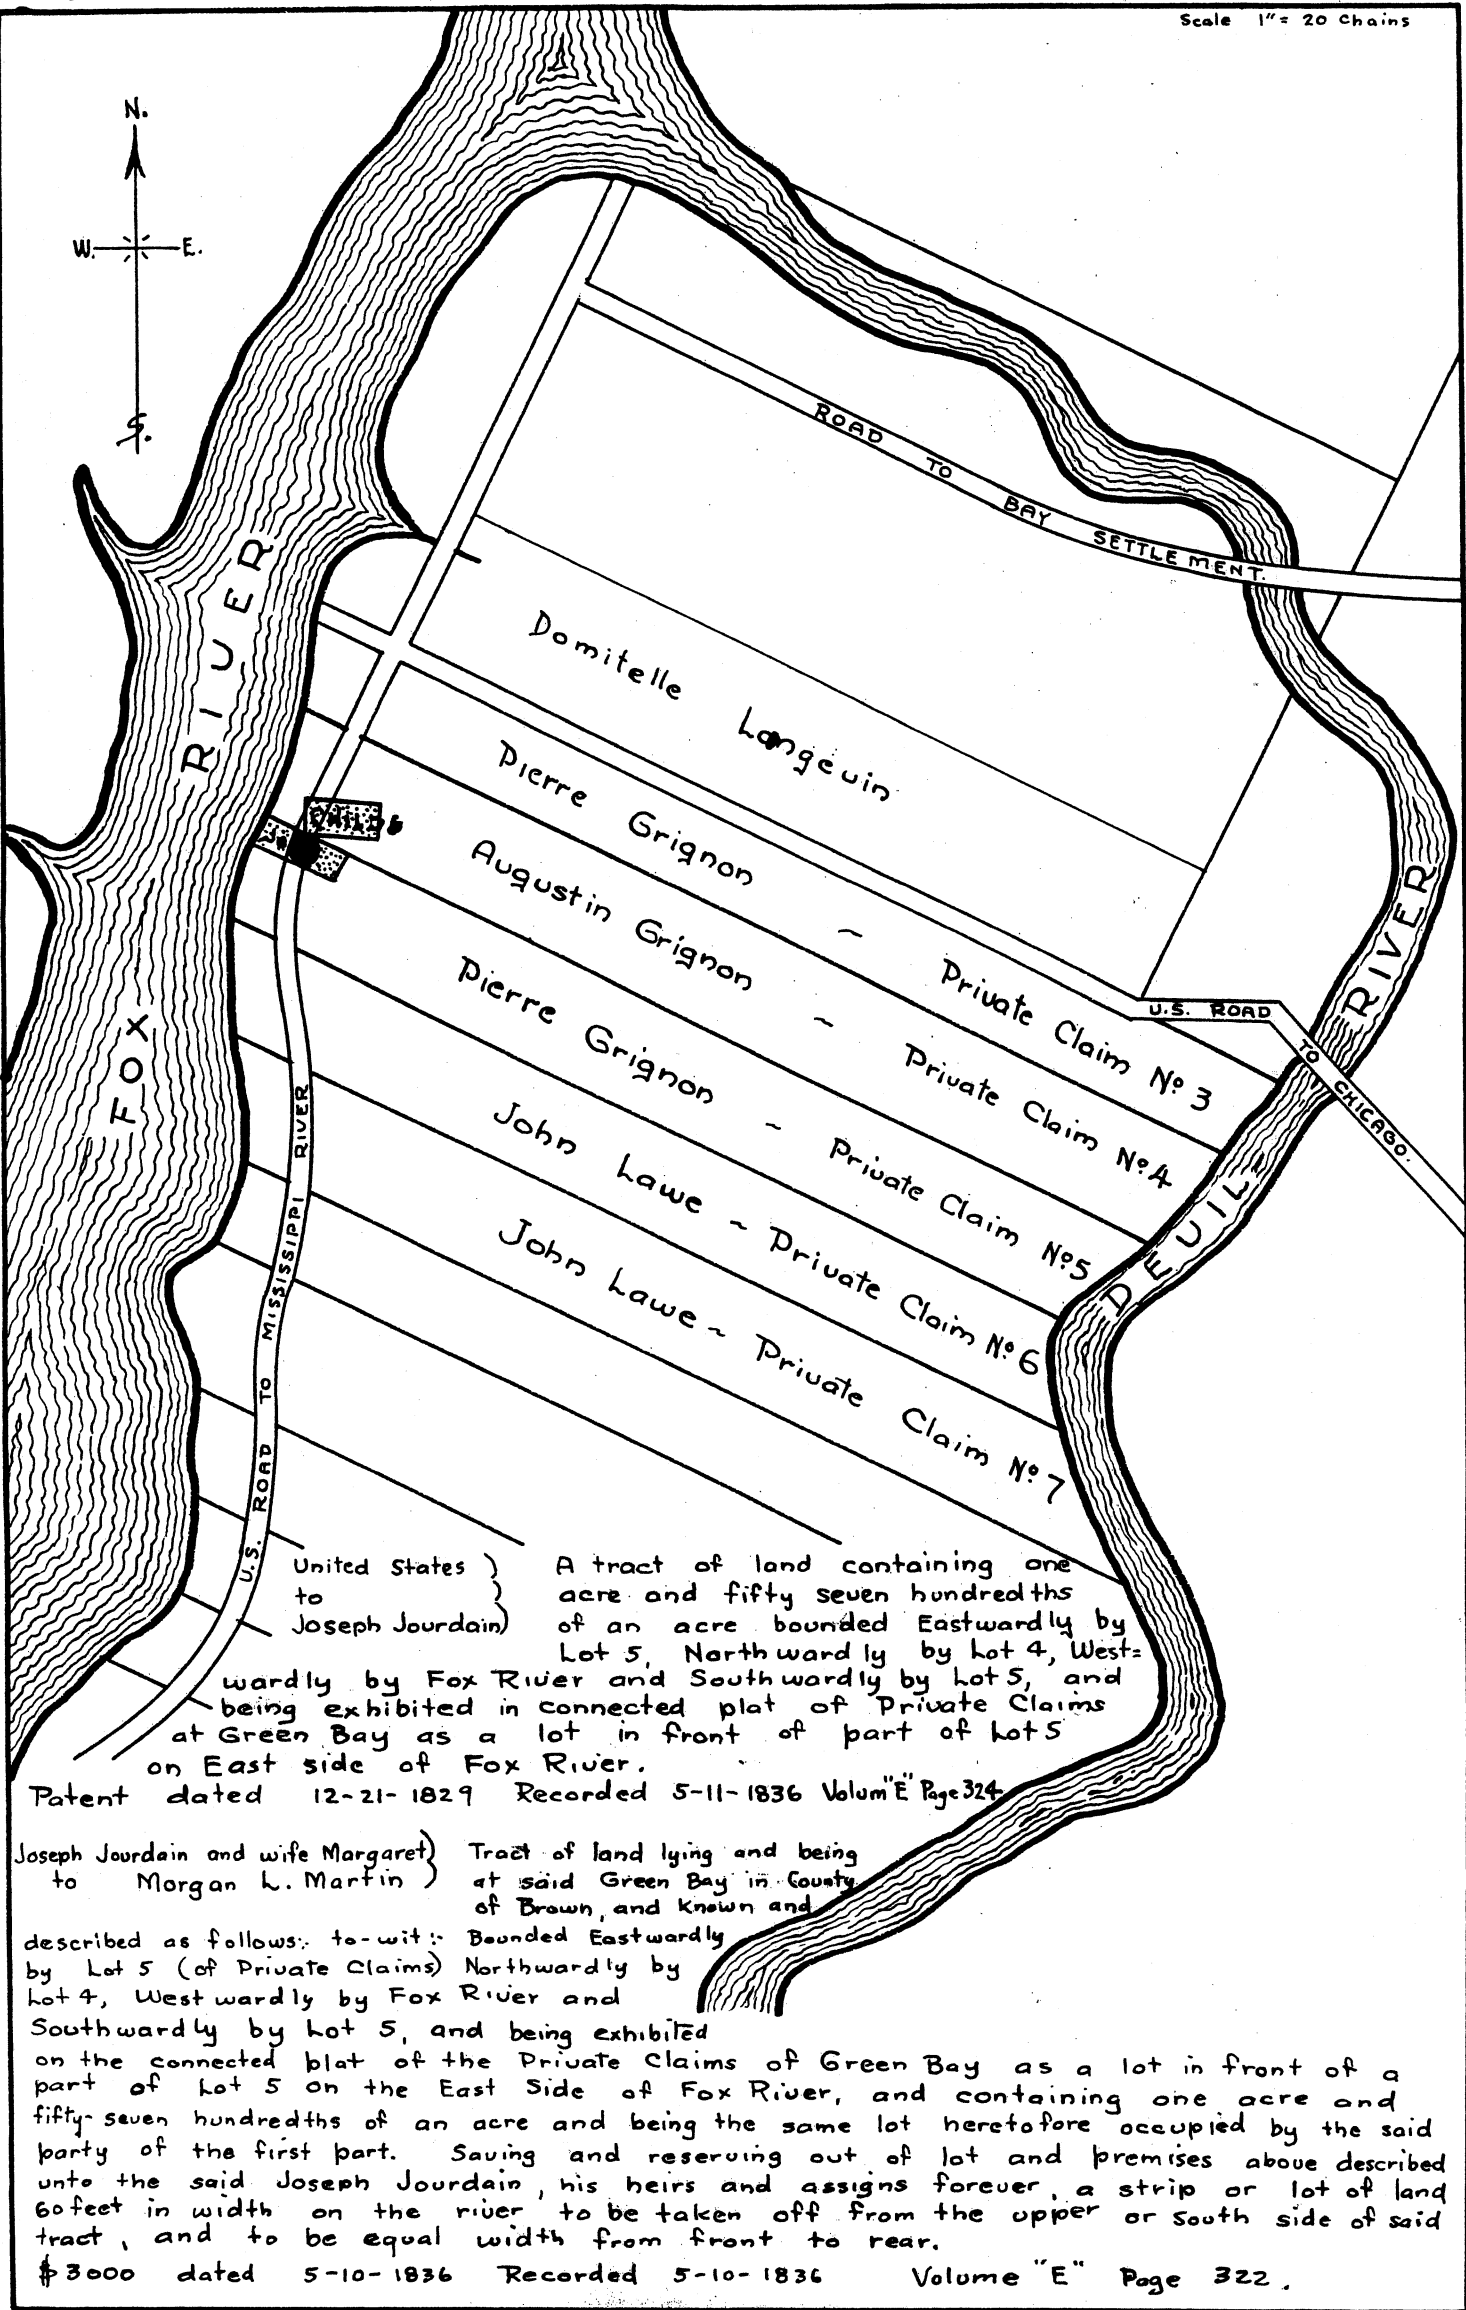 Scale 1"= 20 Chains
N.
W. E.
S.
ROAD TO BAY SETTLEMENT.
FOX RIVER
Domitelle Langevin
Pierre Grignon ~ Private Claim No 3
Augustin Grignon ~ Private Claim No 4
Pierre Grignon ~ Private Claim No 5
John Lawe ~ Private Claim No 6
John Lawe ~ Private Claim No 7
U.S. ROAD TO CHICAGO.
DEVIL RIVER
U.S. ROAD TO MISSISSIPPI RIVER
United States } A tract of land containing one
to } acre and fifty seven hundredths
Joseph Jourdain) of an acre bounded Eastwardly by
Lot 5, Northwardly by Lot 4, West=
wardly by Fox River and Southwardly by Lot 5, and
being exhibited in connected plat of Private Claims
at Green Bay as a lot in front of part of Lot 5
on East side of Fox River.
Patent dated 12-21-1829 Recorded 5-11-1836 Volum "E" Page 324
Joseph Jourdain and wife Margaret) Tract of land lying and being
to Morgan L. Martin ) at said Green Bay in County
of Brown, and known and
described as follows:- to-wit:- Bounded Eastwardly
by Lot 5 (of Private Claims) Northwardly by
Lot 4, Westwardly by Fox River and
Southwardly by Lot 5, and being exhibited
on the connected plat of the Private Claims of Green Bay as a lot in front of a
part of Lot 5 on the East Side of Fox River, and containing one acre and
fifty-seven hundredths of an acre and being the same lot heretofore occupied by the said
party of the first part. Saving and reserving out of lot and premises above described
unto the said Joseph Jourdain, his heirs and assigns forever, a strip or lot of land
60 feet in width on the river, to be taken off from the upper or south side of said
tract, and to be equal width from front to rear.
$3000 dated 5-10-1836 Recorded 5-10-1836 Volume "E" Page 322.